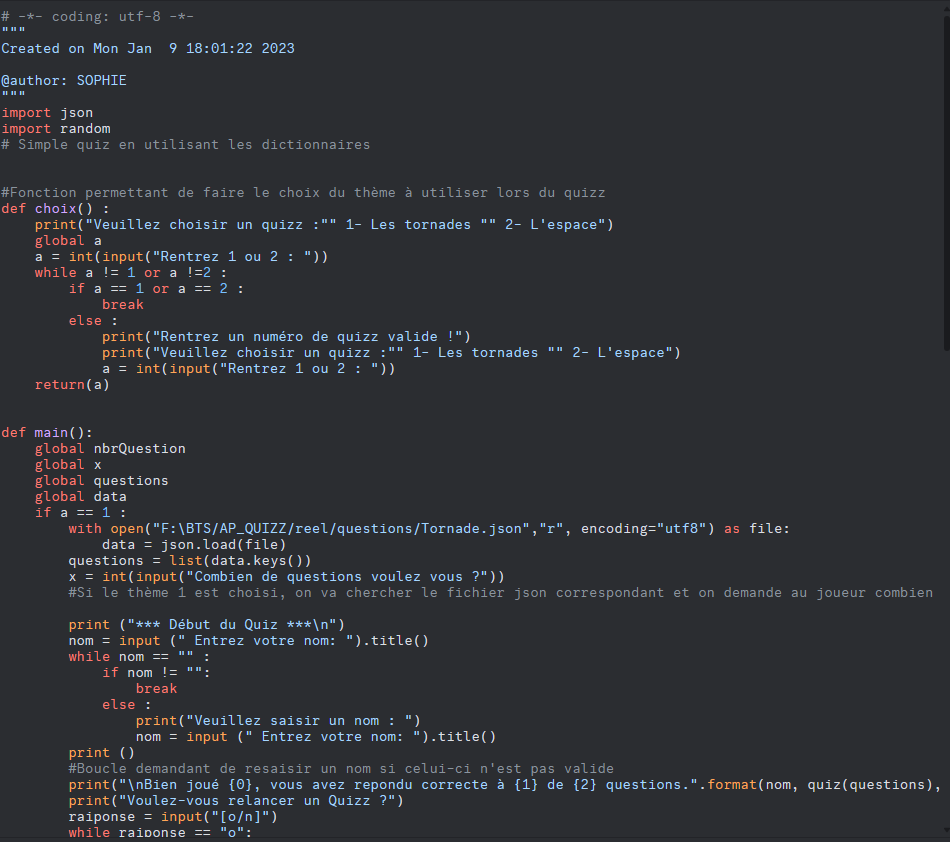 # -*- coding: utf-8 -*-
"""
Created on Mon Jan  9 18:01:22 2023

@author: SOPHIE
"""
import json
import random
# Simple quiz en utilisant les dictionnaires


#Fonction permettant de faire le choix du thème à utiliser lors du quizz
def choix() :
    print("Veuillez choisir un quizz :"" 1- Les tornades "" 2- L'espace")
    global a
    a = int(input("Rentrez 1 ou 2 : "))
    while a != 1 or a !=2 :
        if a == 1 or a == 2 :
            break
        else :
            print("Rentrez un numéro de quizz valide !")
            print("Veuillez choisir un quizz :"" 1- Les tornades "" 2- L'espace")
            a = int(input("Rentrez 1 ou 2 : "))
    return(a)


def main():
    global nbrQuestion
    global x
    global questions
    global data
    if a == 1 :
        with open("F:\BTS/AP_QUIZZ/reel/questions/Tornade.json","r", encoding="utf8") as file:
            data = json.load(file)
        questions = list(data.keys())
        x = int(input("Combien de questions voulez vous ?"))
        #Si le thème 1 est choisi, on va chercher le fichier json correspondant et on demande au joueur combien

        print ("*** Début du Quiz ***\n")
        nom = input (" Entrez votre nom: ").title()
        while nom == "" :
            if nom != "":
                break
            else :
                print("Veuillez saisir un nom : ")
                nom = input (" Entrez votre nom: ").title()
        print ()
        #Boucle demandant de resaisir un nom si celui-ci n'est pas valide
        print("\nBien joué {0}, vous avez repondu correcte à {1} de {2} questions.".format(nom, quiz(questions),
        print("Voulez-vous relancer un Quizz ?")
        raiponse = input("[o/n]")
        while raiponse == "o":